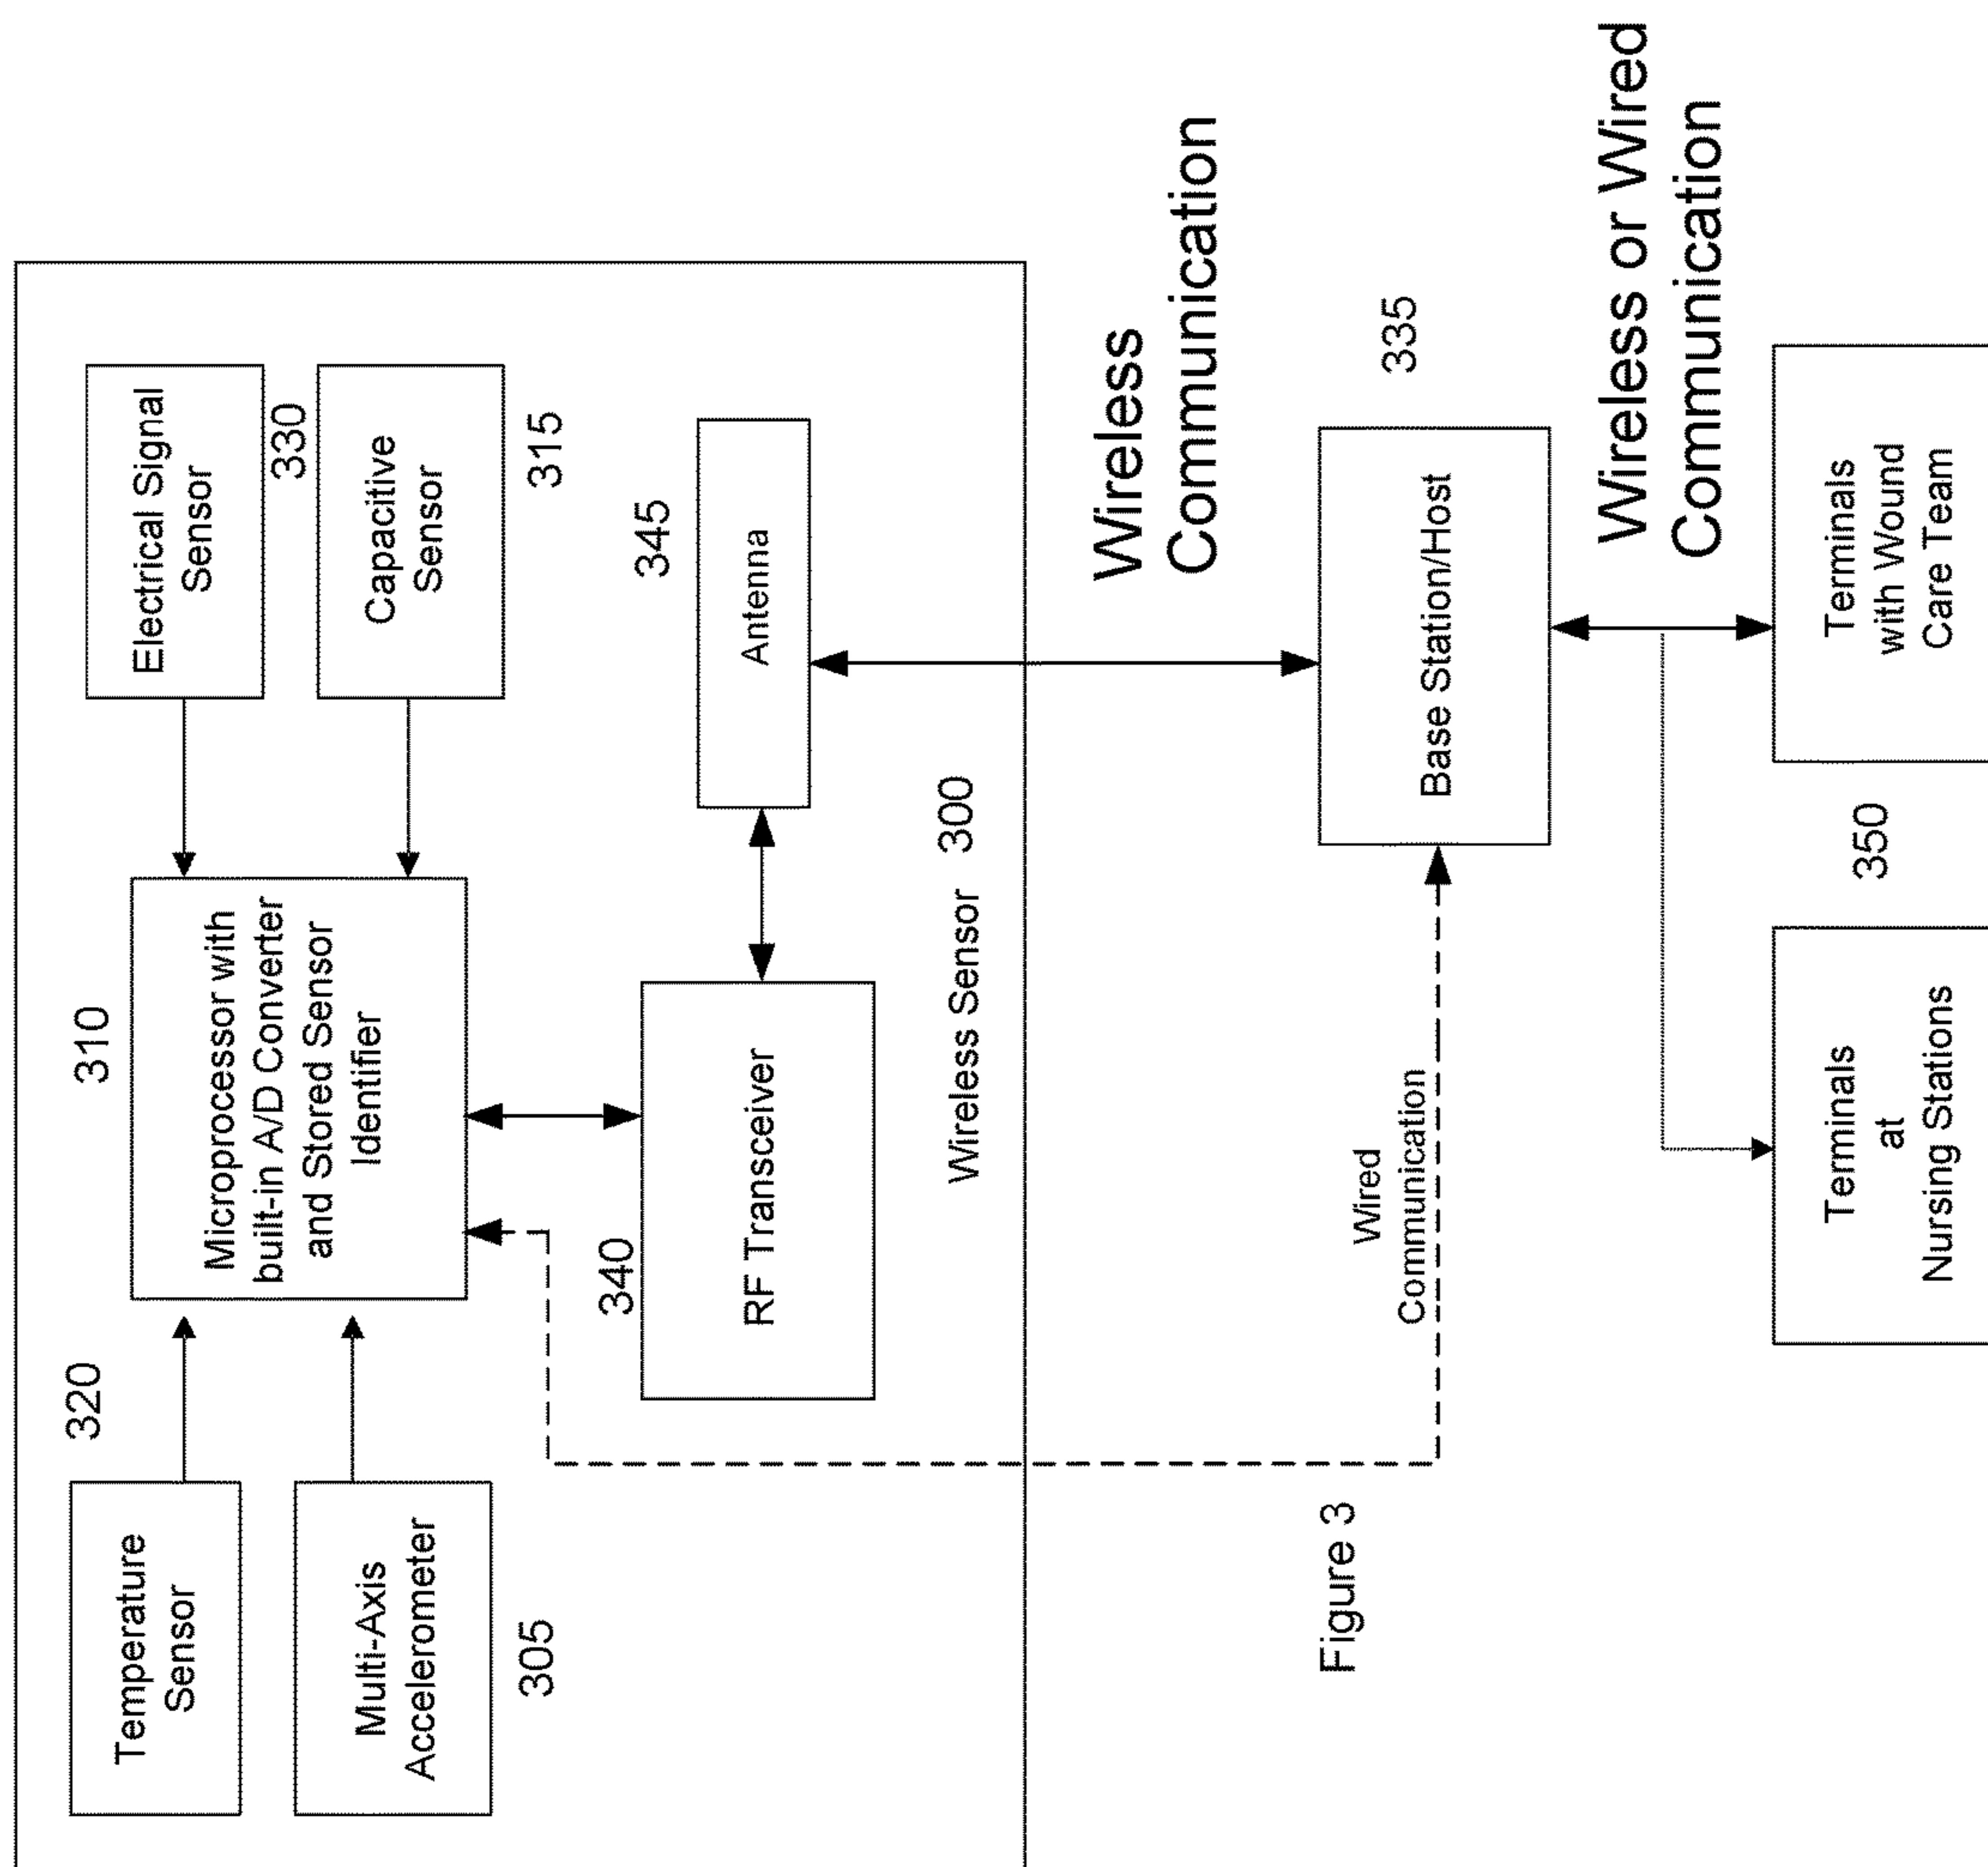 Temperature
Sensor
320
Multi-Axis
Accelerometer
305
310
Microprocessor with
built-in A/D Converter
and Stored Sensor
Identifier
Electrical Signal
Sensor
330
Capacitive
Sensor
315
340
RF Transceiver
345
Antenna
Wireless Sensor 300
Wireless
Communication
Wired
Communication
335
Base Station/Host
Figure 3
Wireless or Wired
Communication
Terminals
at
Nursing Stations
350
Terminals
with Wound
Care Team